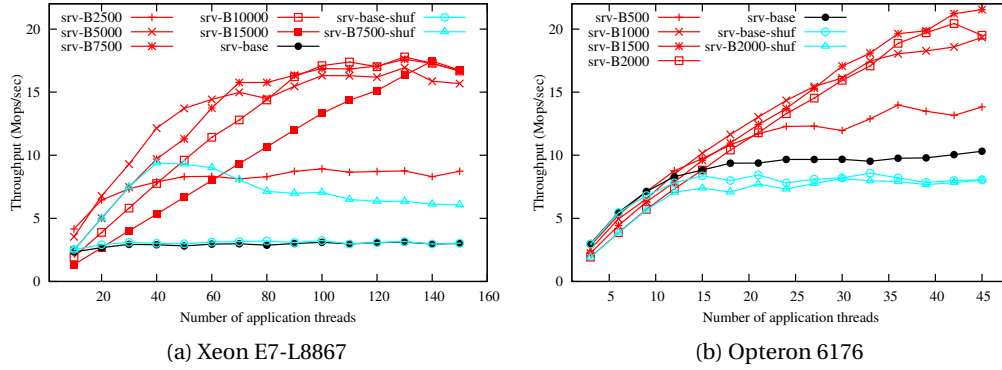 srv-B2500
srv-B5000
srv-B7500
srv-B10000
srv-B15000
srv-base
srv-base-shuf
srv-B7500-shuf
Throughput (Mops/sec)
20
15
10
5
0
20 40 60 80 100 120 140 160
Number of application threads
(a) Xeon E7-L8867
srv-B500
srv-B1000
srv-B1500
srv-B2000
srv-base
srv-base-shuf
srv-B2000-shuf
Throughput (Mops/sec)
20
15
10
5
0
5 10 15 20 25 30 35 40 45
Number of application threads
(b) Opteron 6176